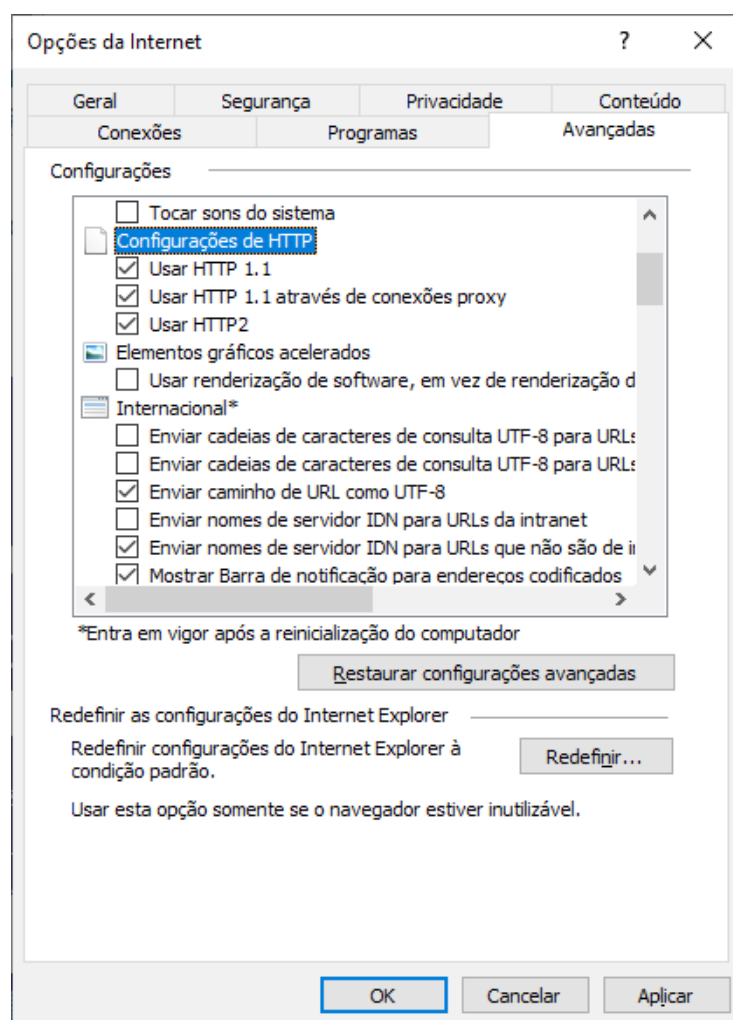 Opções da Internet
Geral Segurança Privacidade Conteúdo
Conexões Programas Avançadas
Configurações
Tocar sons do sistema
Configurações de HTTP
Usar HTTP 1.1
Usar HTTP 1.1 através de conexões proxy
Usar HTTP2
Elementos gráficos acelerados
Usar renderização de software, em vez de renderização d
Internacional*
Enviar cadeias de caracteres de consulta UTF-8 para URLs
Enviar cadeias de caracteres de consulta UTF-8 para URLs
Enviar caminho de URL como UTF-8
Enviar nomes de servidor IDN para URLs da intranet
Enviar nomes de servidor IDN para URLs que não são de i
Mostrar Barra de notificação para endereços codificados
*Entra em vigor após a reinicialização do computador
Restaurar configurações avançadas
Redefinir as configurações do Internet Explorer
Redefinir configurações do Internet Explorer à
condição padrão.
Redefinir...
Usar esta opção somente se o navegador estiver inutilizável.
OK Cancelar Aplicar